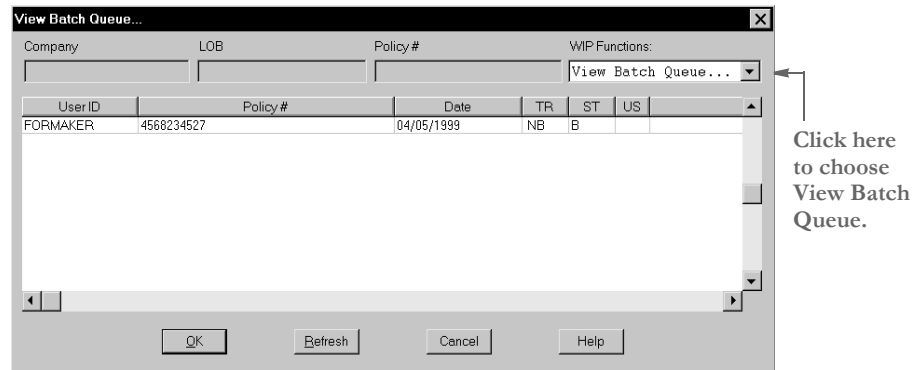 View Batch Queue...
Company LOB Policy # WIP Functions:
View Batch Queue...
User ID Policy # Date TR ST US
FORMAKER 4568234527 04/05/1999 NB B
Click here
to choose
View Batch
Queue.
OK Refresh Cancel Help